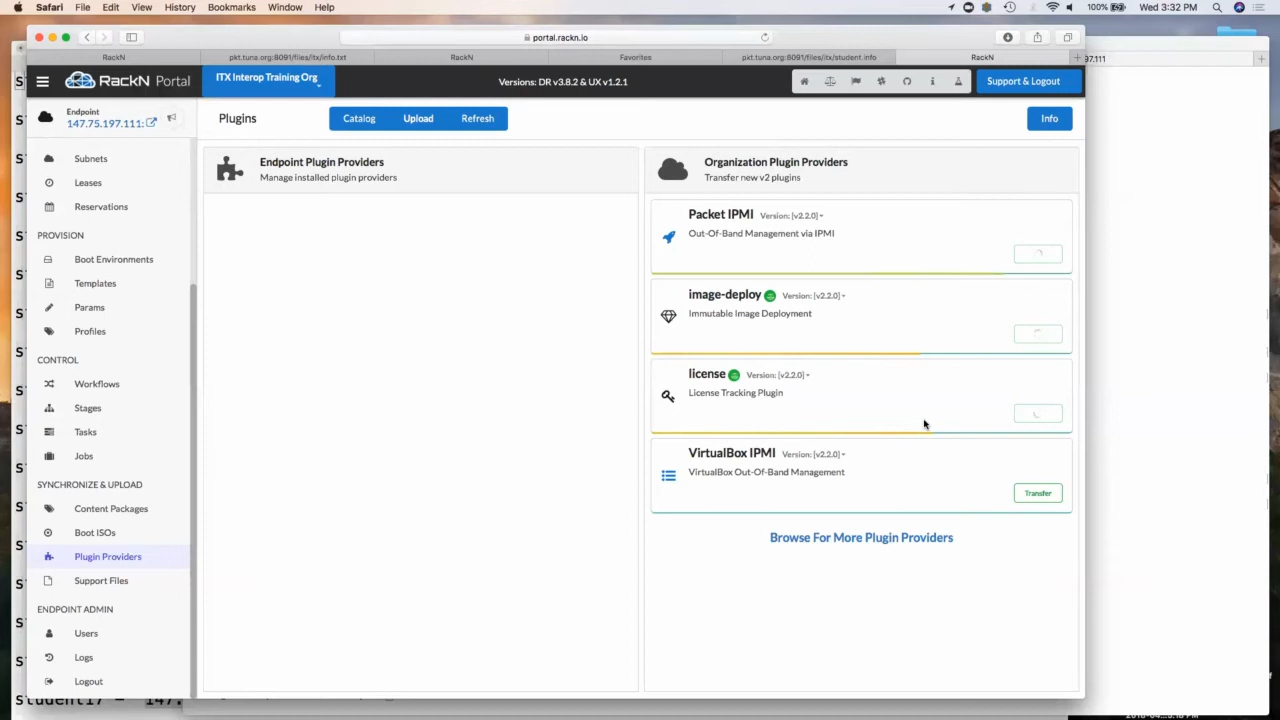 Safari File Edit View History Bookmarks Window Help 100% Wed 3:32 PM
portal.rackn.io
RackN pkt.tuna.org:8091/files/itx/info.txt RackN Favorites pkt.tuna.org:8091/files/itx/student.info RackN
97.111
RackN Portal
ITX Interop Training Org
Versions: DR v3.8.2 & UX v1.2.1
Support & Logout
Endpoint
147.75.197.111:
Plugins
Catalog Upload Refresh
Info
Subnets
Leases
Reservations
PROVISION
Boot Environments
Templates
Params
Profiles
CONTROL
Workflows
Stages
Tasks
Jobs
SYNCHRONIZE & UPLOAD
Content Packages
Boot ISOs
Plugin Providers
Support Files
ENDPOINT ADMIN
Users
Logs
Logout
Endpoint Plugin Providers
Manage installed plugin providers
Organization Plugin Providers
Transfer new v2 plugins
Packet IPMI Version: [v2.2.0]
Out-Of-Band Management via IPMI
image-deploy Version: [v2.2.0]
Immutable Image Deployment
license Version: [v2.2.0]
License Tracking Plugin
VirtualBox IPMI Version: [v2.2.0]
VirtualBox Out-Of-Band Management
Transfer
Browse For More Plugin Providers
student17 = 147.